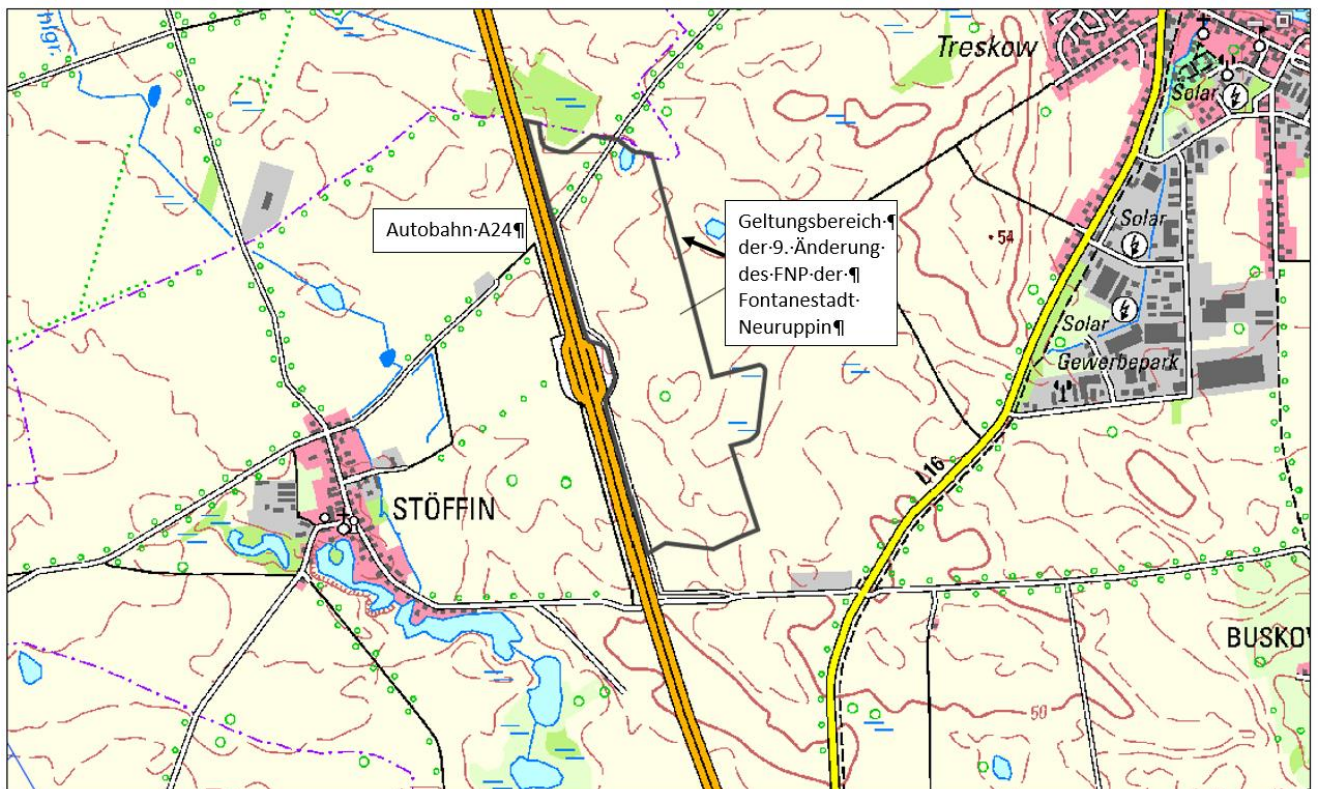 hlgr.
Treskow
Solar
Autobahn·A24¶
Geltungsbereich·¶
der·9.·Änderung·
des·FNP·der·¶
Fontanestadt·
Neuruppin¶
54
Solar
Solar
Gewerbepark
L16
STÖFFIN
BUSKOW
50